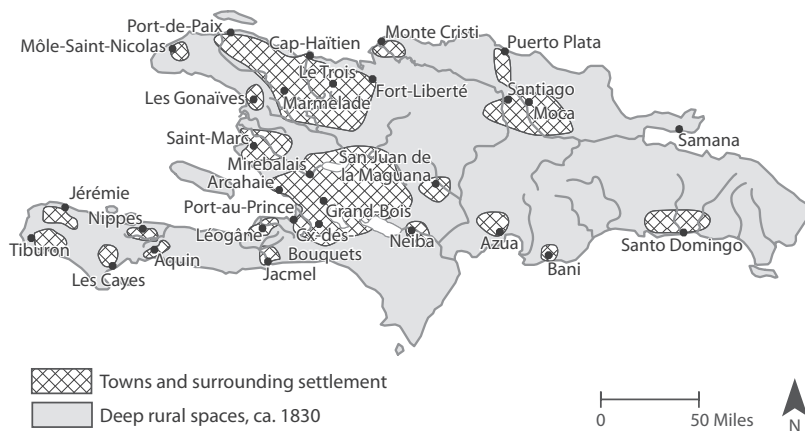 Port-de-Paix
Môle-Saint-Nicolas
Cap-Haïtien
Monte Cristi
Puerto Plata
Le Trois
Fort-Liberté
Les Gonaïves
Marmelade
Santiago
Moca
Saint-Marc
Samana
Mirebalais
San Juan de
la Maguana
Arcahaie
Jérémie
Port-au-Prince
Grand-Bois
Nippes
Léogâne
Cx-des
Bouquets
Neiba
Azua
Santo Domingo
Tiburon
Aquin
Les Cayes
Jacmel
Bani
Towns and surrounding settlement
Deep rural spaces, ca. 1830
0
50 Miles
N